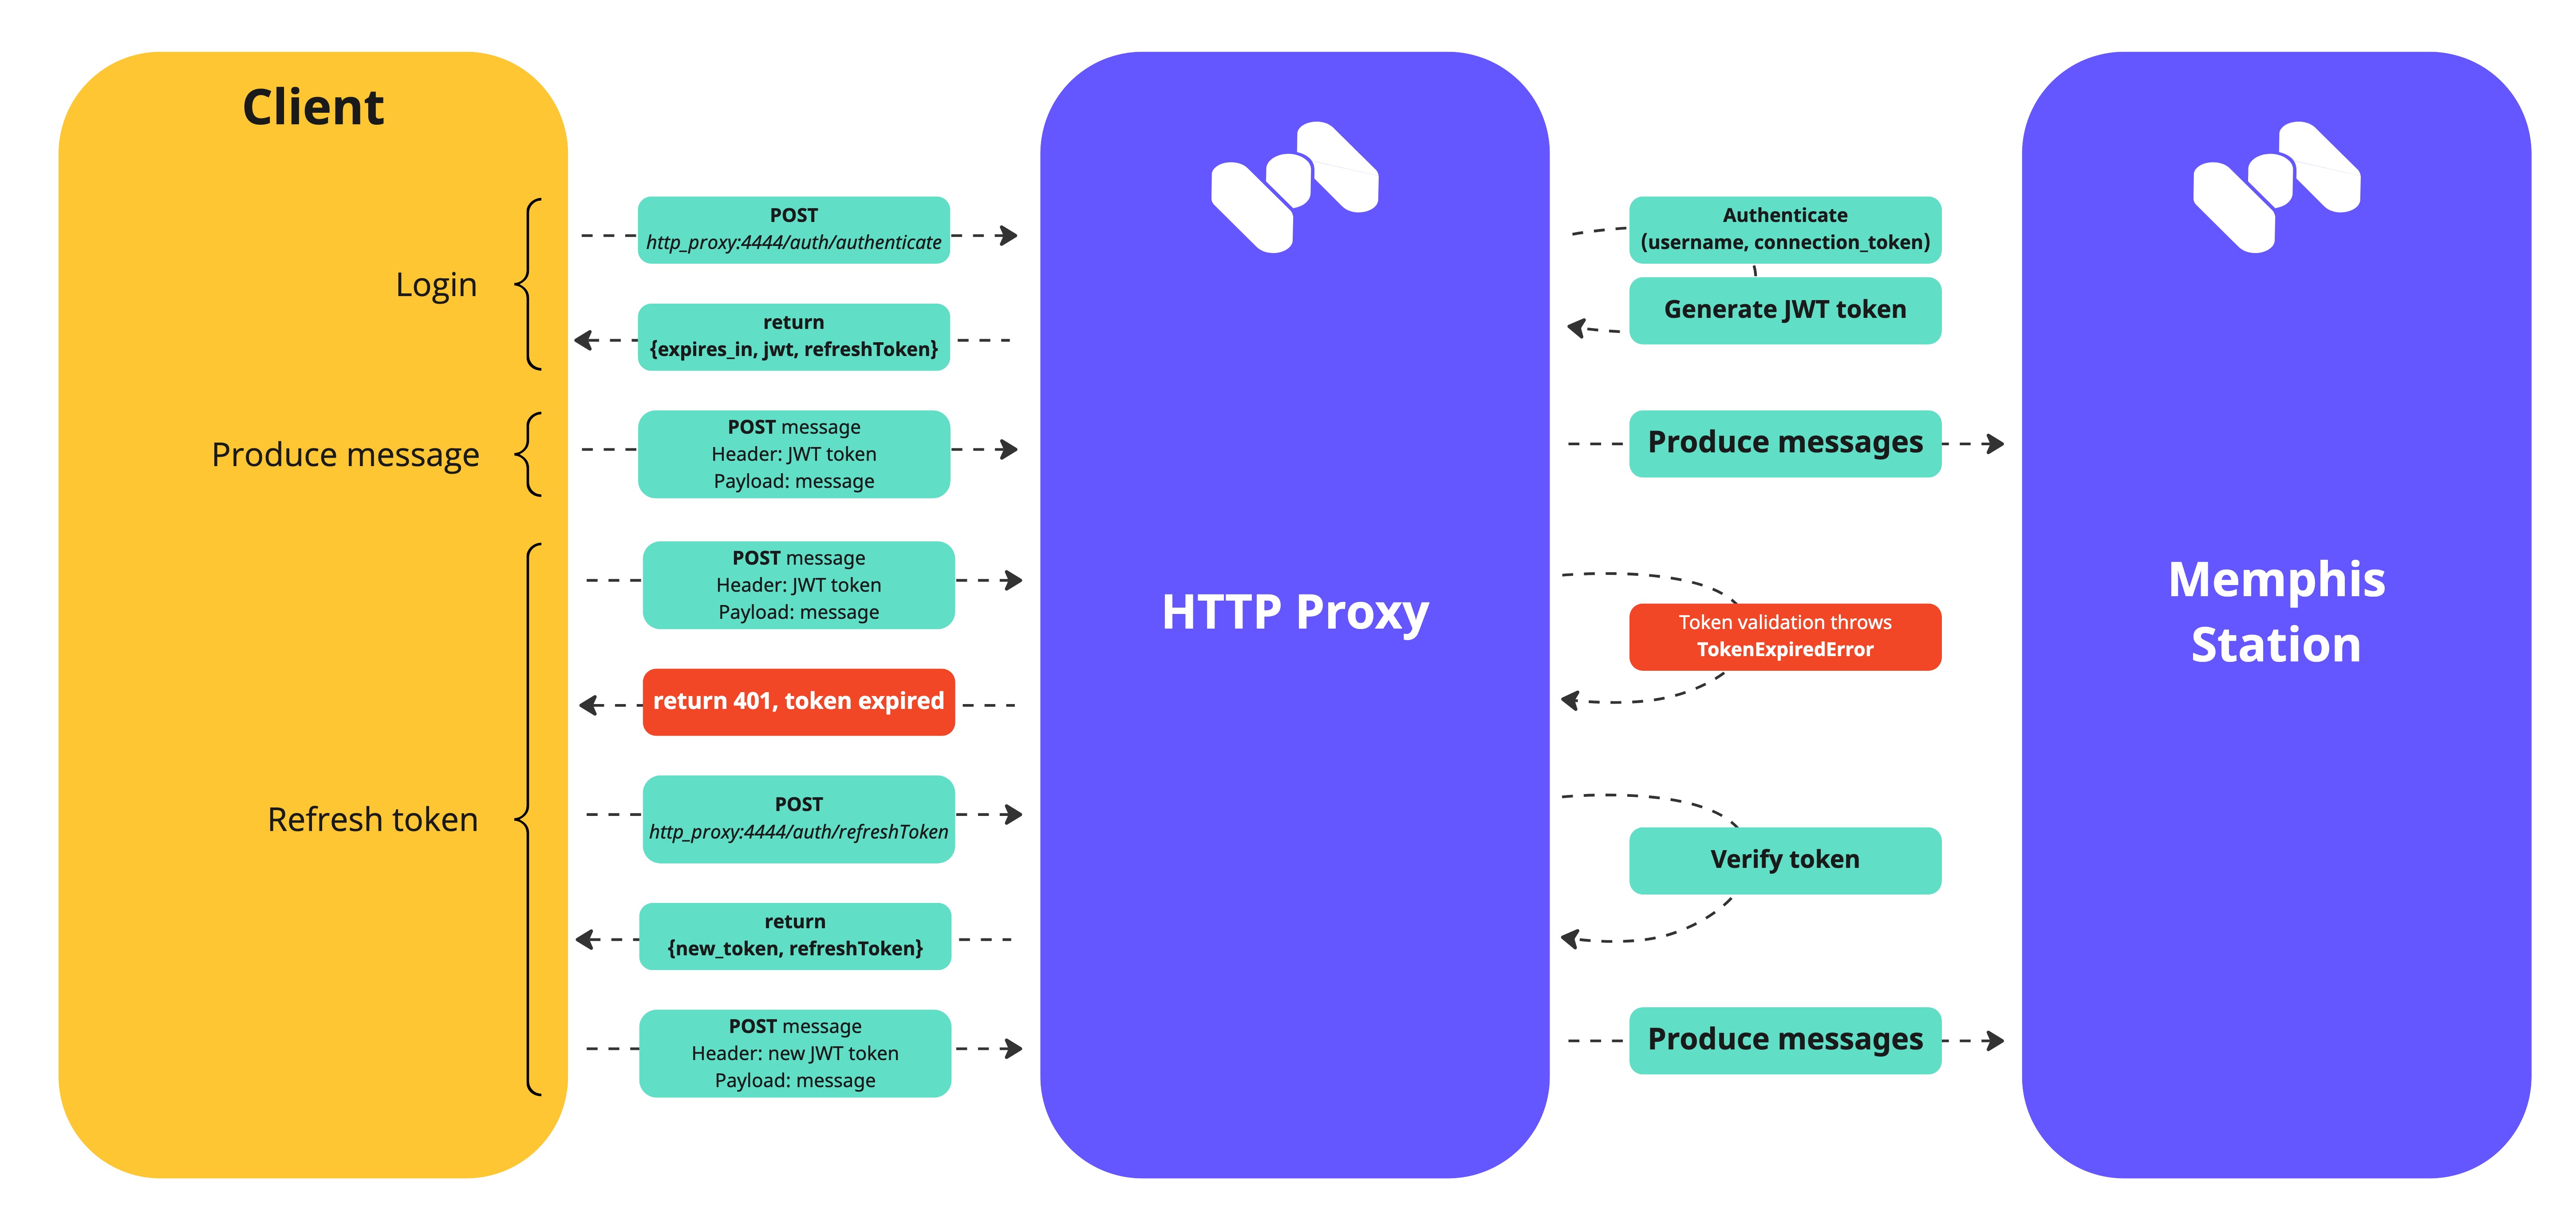 Client
Login
POST
http_proxy:4444/auth/authenticate
Authenticate
(username, connection_token)
Generate JWT token
return
{expires_in, jwt, refreshToken}
Produce message
POST message
Header: JWT token
Payload: message
Produce messages
HTTP Proxy
Memphis
Station
Refresh token
POST message
Header: JWT token
Payload: message
Token validation throws
TokenExpiredError
return 401, token expired
POST
http_proxy:4444/auth/refreshToken
Verify token
return
{new_token, refreshToken}
POST message
Header: new JWT token
Payload: message
Produce messages